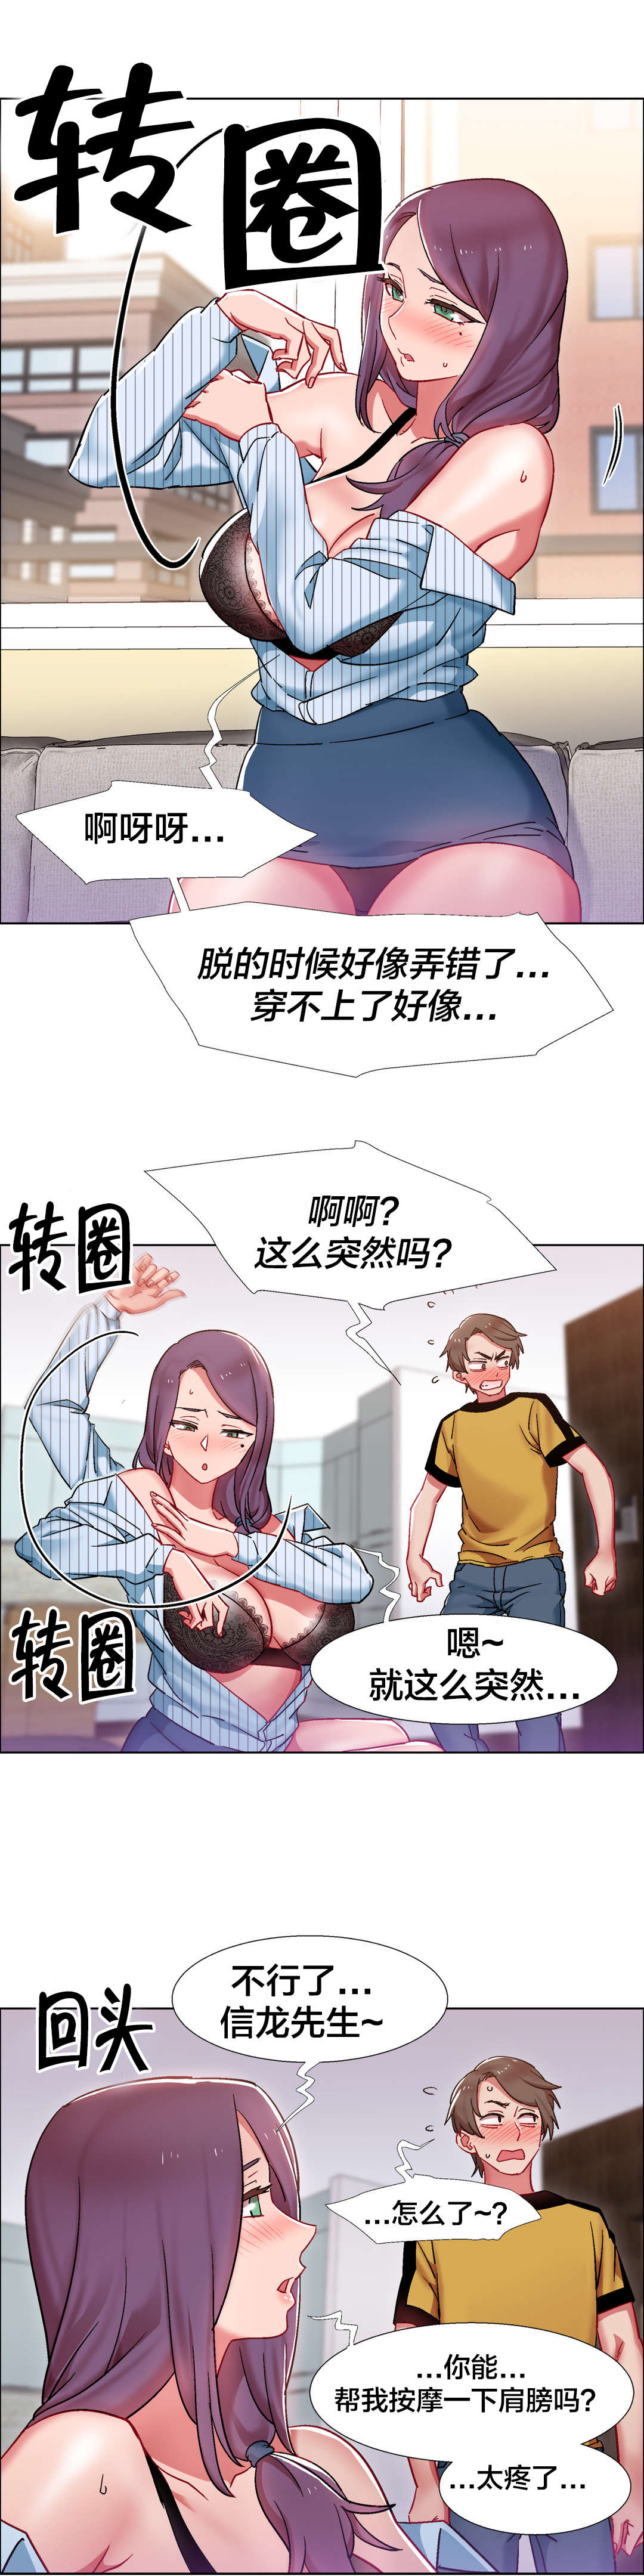 转圈
啊呀呀...
脱的时候好像弄错了...
穿不上了好像...
啊啊?
这么突然吗?
转圈
转圈
嗯~
就这么突然...
不行了...
信龙先生~
回头
...怎么了~?
...你能...
帮我按摩一下肩膀吗?
...太疼了...